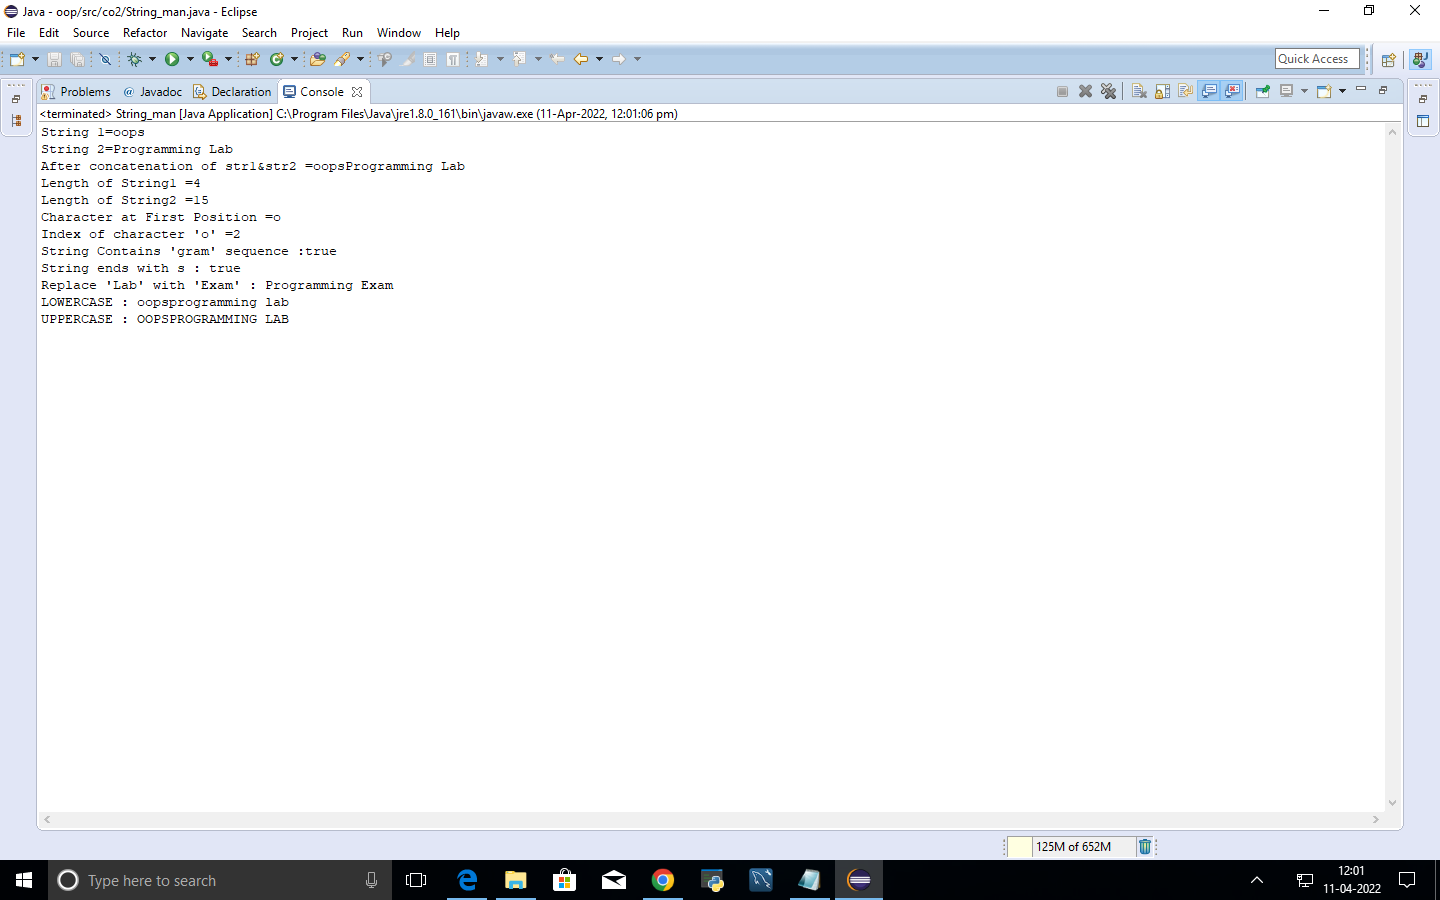 Java - oop/src/co2/String_man.java - Eclipse
File Edit Source Refactor Navigate Search Project Run Window Help
Quick Access
Problems @ Javadoc Declaration Console
<terminated> String_man [Java Application] C:\Program Files\Java\jre1.8.0_161\bin\javaw.exe (11-Apr-2022, 12:01:06 pm)
String 1=oops
String 2=Programming Lab
After concatenation of str1&str2 =oopsProgramming Lab
Length of String1 =4
Length of String2 =15
Character at First Position =o
Index of character 'o' =2
String Contains 'gram' sequence :true
String ends with s : true
Replace 'Lab' with 'Exam' : Programming Exam
LOWERCASE : oopsprogramming lab
UPPERCASE : OOPSPROGRAMMING LAB
125M of 652M
Type here to search
12:01
11-04-2022